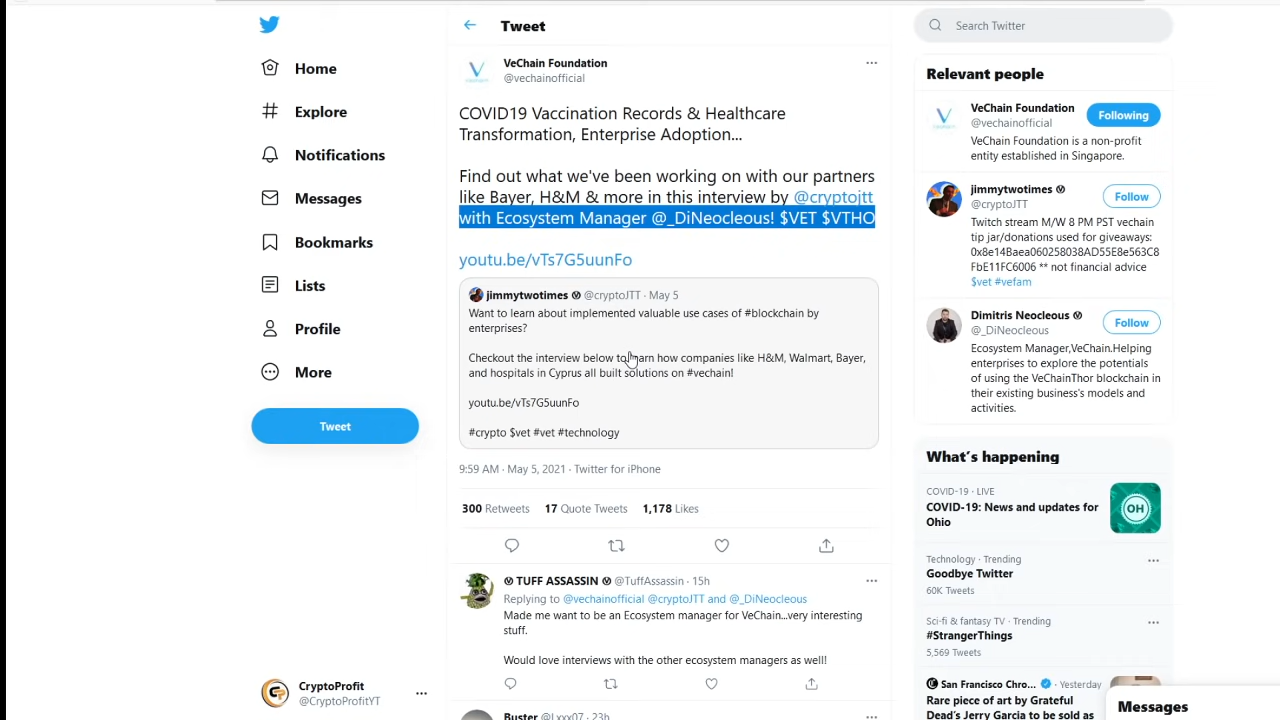 Home
Explore
Notifications
Messages
Bookmarks
Lists
Profile
More
Tweet
CryptoProfit
@CryptoProfitYT
Tweet
VeChain Foundation
@vechainofficial
COVID19 Vaccination Records & Healthcare
Transformation, Enterprise Adoption...
Find out what we've been working on with our partners
like Bayer, H&M & more in this interview by @cryptojtt
with Ecosystem Manager @_DiNeocleous! $VET $VTHO
youtu.be/vTs7G5uunFo
jimmytwotimes Ⓥ @cryptoJTT · May 5
Want to learn about implemented valuable use cases of #blockchain by
enterprises?
Checkout the interview below to learn how companies like H&M, Walmart, Bayer,
and hospitals in Cyprus all built solutions on #vechain!
youtu.be/vTs7G5uunFo
#crypto $vet #vet #technology
9:59 AM · May 5, 2021 · Twitter for iPhone
300 Retweets 17 Quote Tweets 1,178 Likes
Ⓥ TUFF ASSASSIN Ⓥ @TuffAssassin · 15h
Replying to @vechainofficial @cryptoJTT and @_DiNeocleous
Made me want to be an Ecosystem manager for VeChain...very interesting
stuff.
Would love interviews with the other ecosystem managers as well!
Buster @Lxxx07 · 23h
Search Twitter
Relevant people
VeChain Foundation
@vechainofficial
Following
VeChain Foundation is a non-profit
entity established in Singapore.
jimmytwotimes Ⓥ
@cryptoJTT
Follow
Twitch stream M/W 8 PM PST vechain
tip jar/donations used for giveaways:
0x8e14Baea060258038AD55E8e563C8
FbE11FC6006 ** not financial advice
$vet #vefam
Dimitris Neocleous Ⓥ
@_DiNeocleous
Follow
Ecosystem Manager,VeChain.Helping
enterprises to explore the potentials
of using the VeChainThor blockchain in
their existing business's models and
activities.
What's happening
COVID-19 · LIVE
COVID-19: News and updates for
Ohio
OH
Technology · Trending
Goodbye Twitter
60K Tweets
Sci-fi & fantasy TV · Trending
#StrangerThings
5,569 Tweets
San Francisco Chro... · Yesterday
Rare piece of art by Grateful
Dead's Jerry Garcia to be sold as
Messages